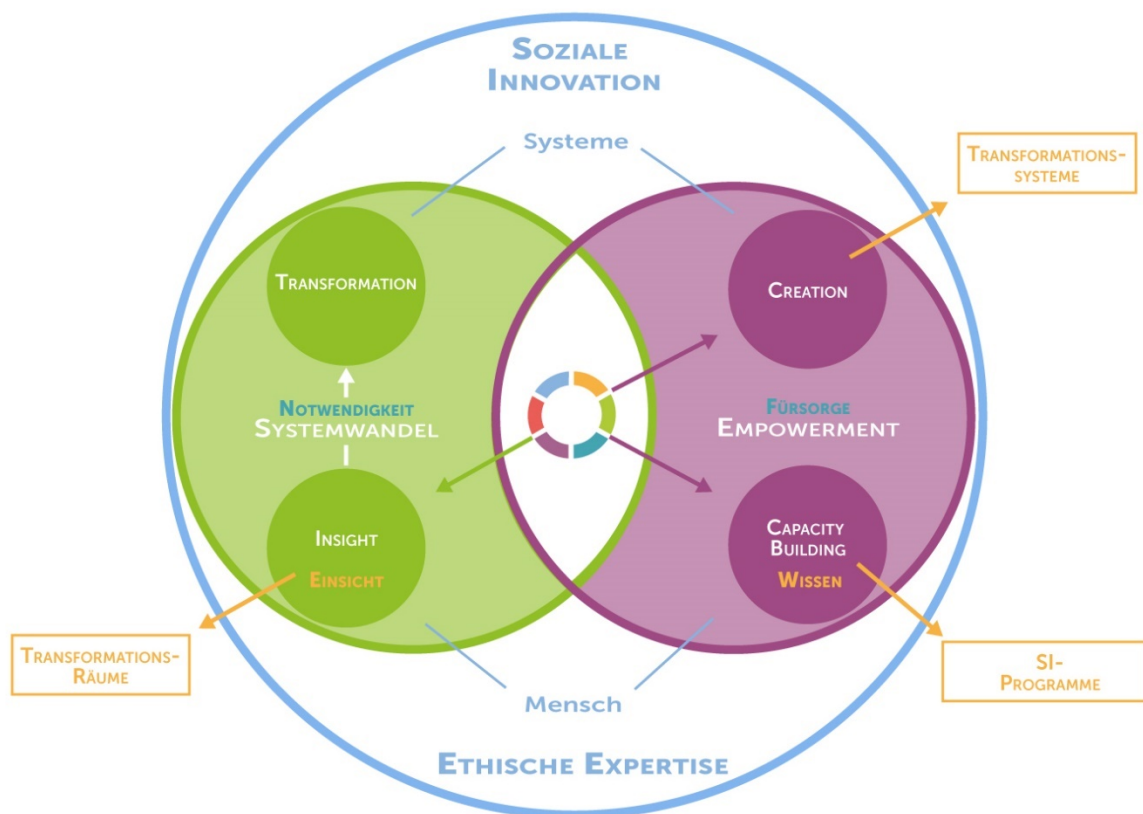 SOZIALE
INNOVATION
Systeme
TRANSFORMATIONS-
SYSTEME
TRANSFORMATION
CREATION
NOTWENDIGKEIT
SYSTEMWANDEL
FÜRSORGE
EMPOWERMENT
INSIGHT
EINSICHT
CAPACITY
BUILDING
WISSEN
TRANSFORMATIONS-
RÄUME
SI-
PROGRAMME
Mensch
ETHISCHE EXPERTISE